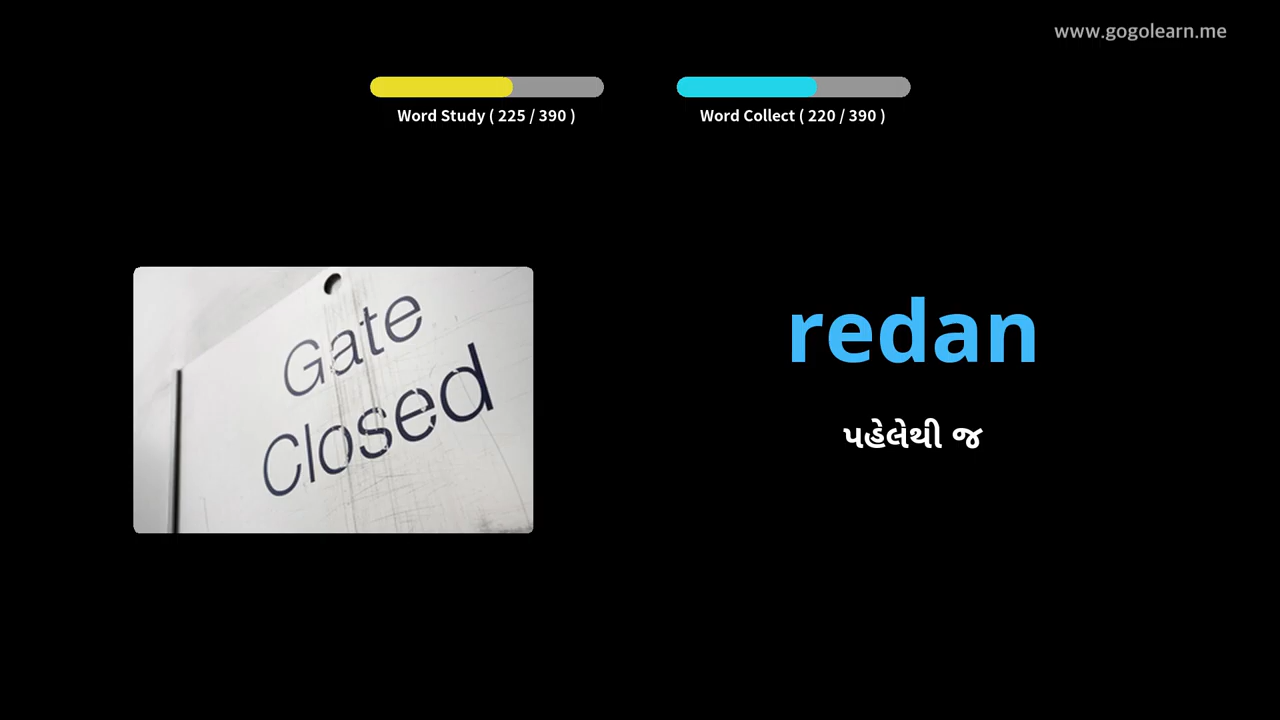 www.gogolearn.me
Word Study ( 225 / 390 )
Word Collect ( 220 / 390 )
Gate
Closed
redan
પહેલેથી જ